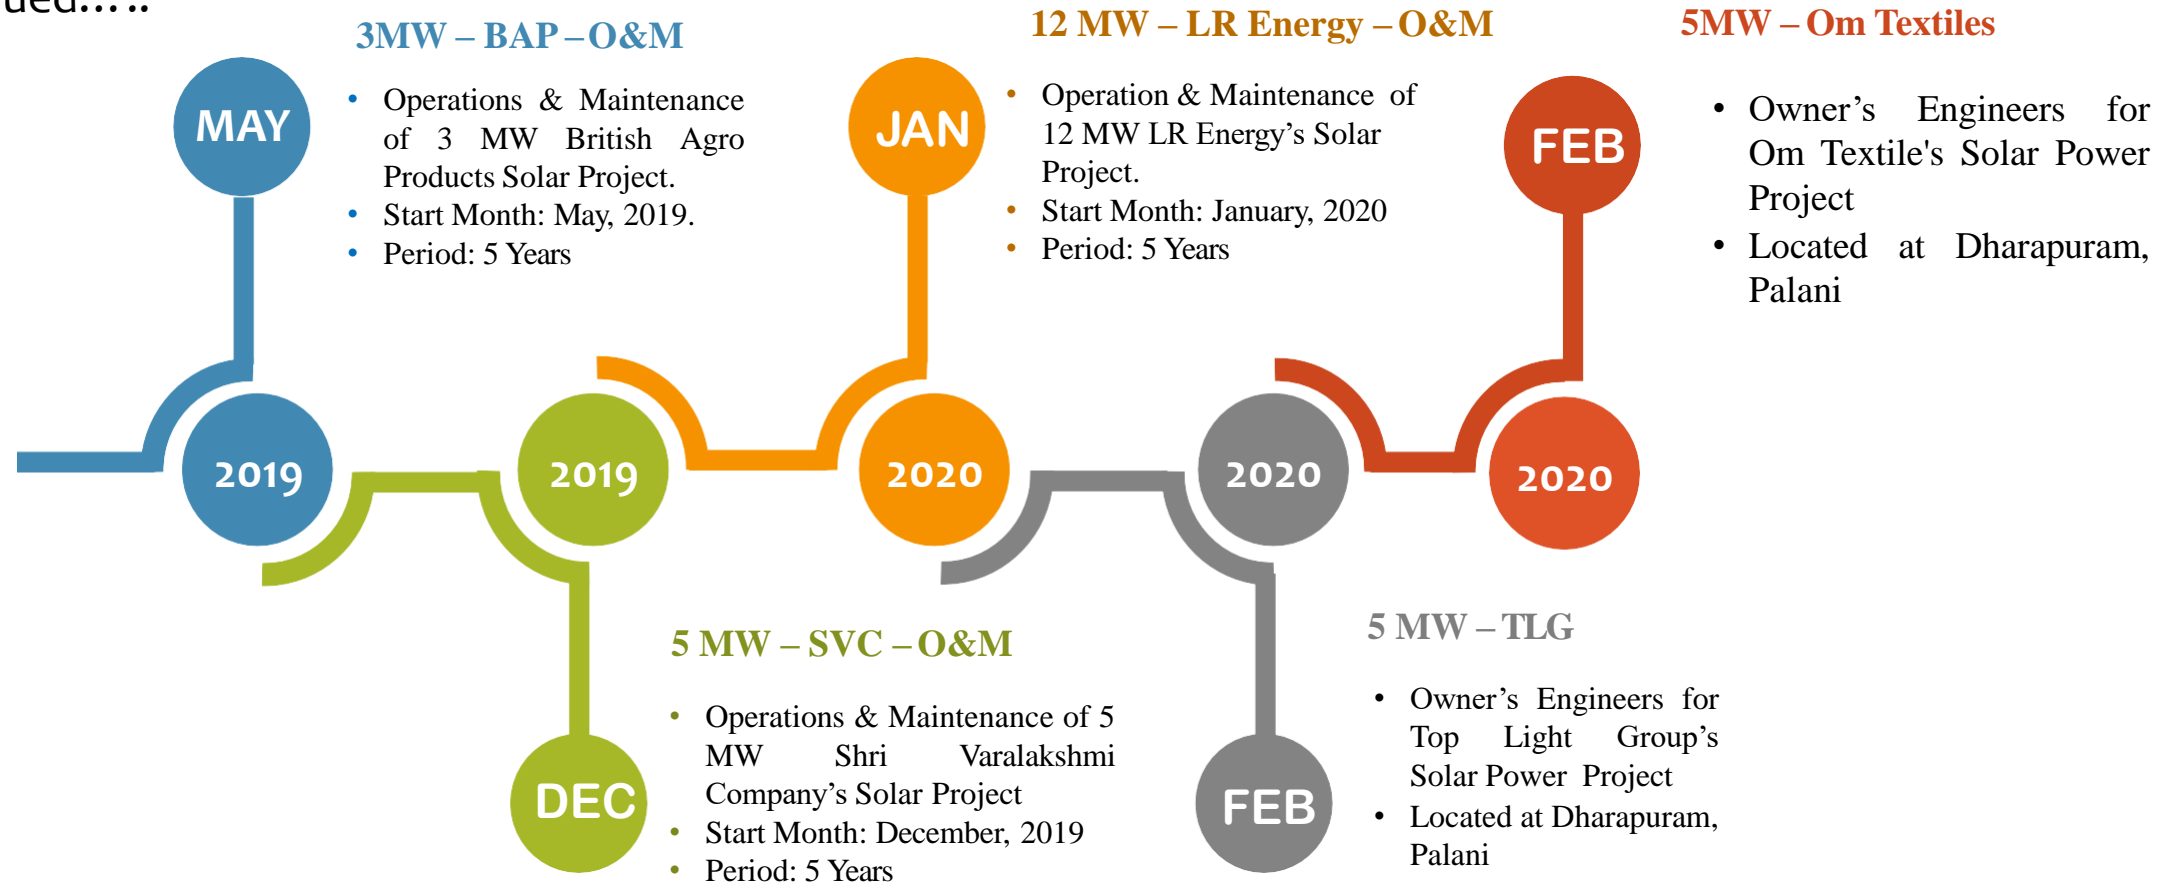 ued.....
3MW – BAP – O&M
MAY
• Operations & Maintenance
of 3 MW British Agro
Products Solar Project.
• Start Month: May, 2019.
• Period: 5 Years
12 MW – LR Energy – O&M
JAN
• Operation & Maintenance of
12 MW LR Energy’s Solar
Project.
• Start Month: January, 2020
• Period: 5 Years
5MW – Om Textiles
FEB
• Owner’s Engineers for
Om Textile's Solar Power
Project
• Located at Dharapuram,
Palani
2019
2019
2020
2020
2020
5 MW – SVC – O&M
DEC
• Operations & Maintenance of 5
MW Shri Varalakshmi
Company’s Solar Project
• Start Month: December, 2019
• Period: 5 Years
5 MW – TLG
FEB
• Owner’s Engineers for
Top Light Group’s
Solar Power Project
• Located at Dharapuram,
Palani